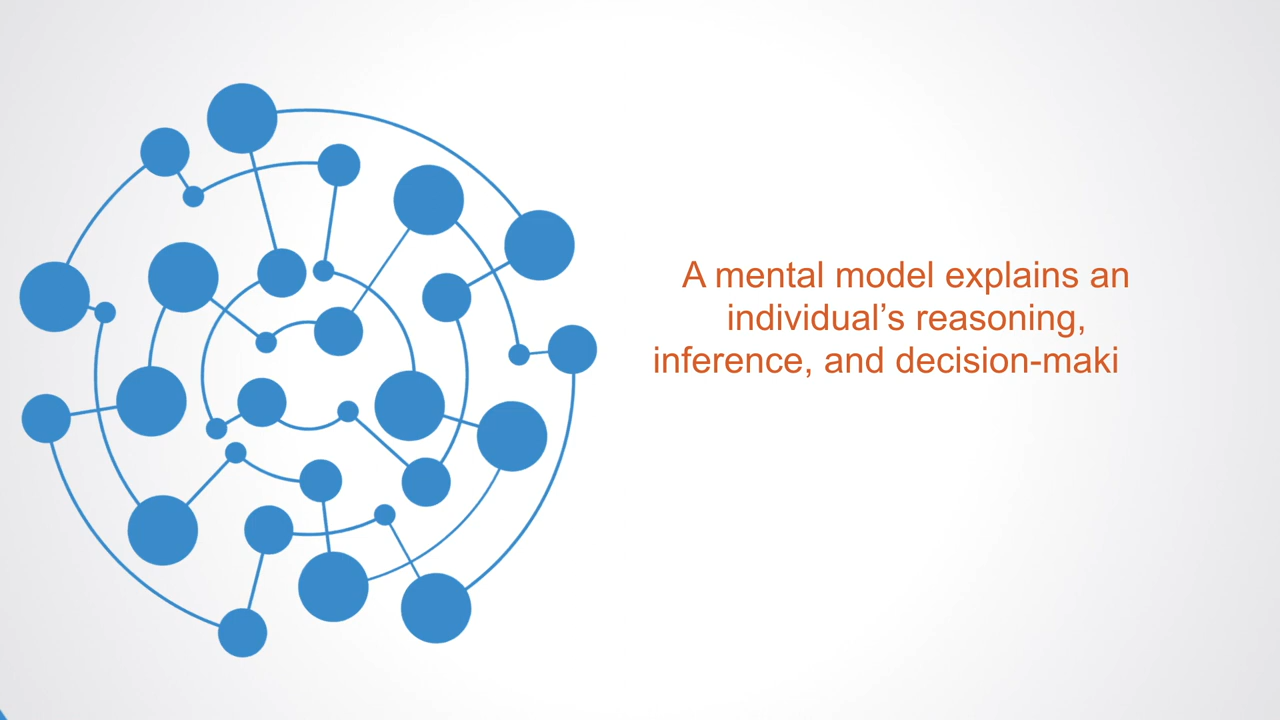 A mental model explains an
individual’s reasoning,
inference, and decision-maki